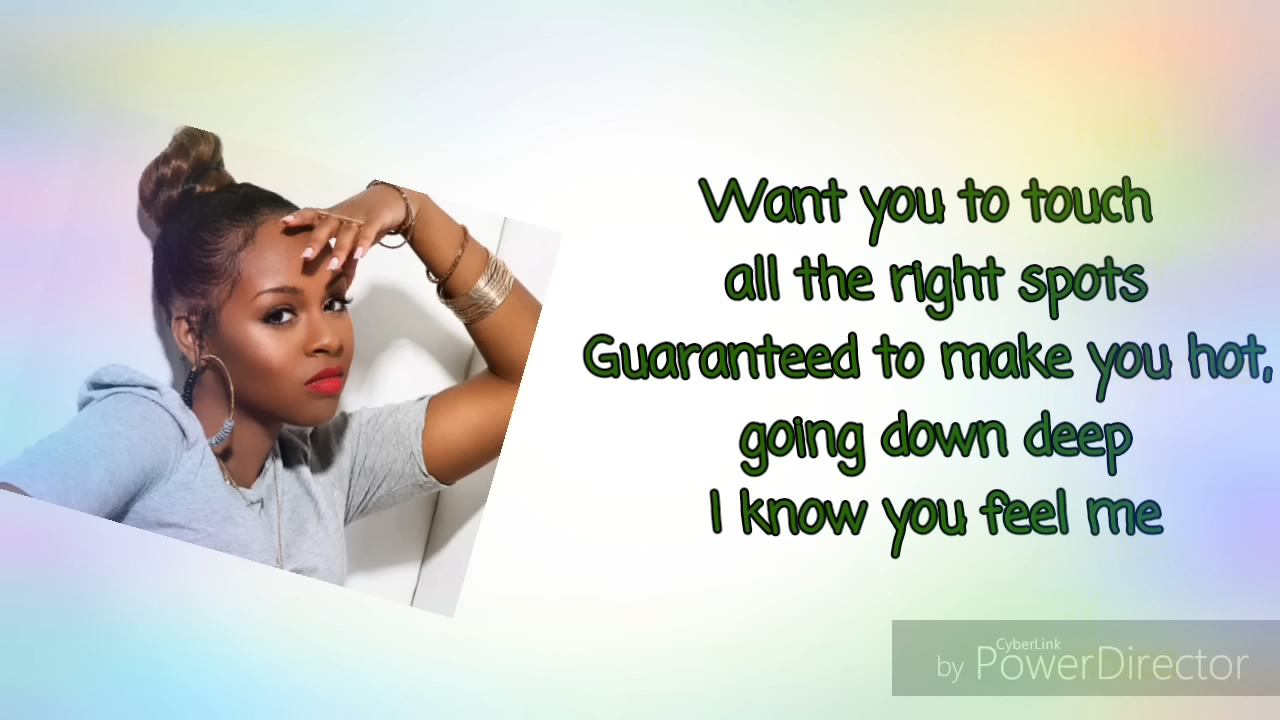 Want you to touch
all the right spots
Guaranteed to make you hot,
going down deep
I know you feel me
CyberLink
by PowerDirector